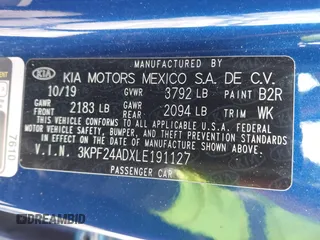 MANUFACTURED BY
KIA KIA MOTORS MEXICO S.A. DE C.V.
10/19 GVWR 3792 LB PAINT B2R
GAWR FRONT 2183 LB GAWR REAR 2094 LB TRIM WK
THIS VEHICLE CONFORMS TO ALL APPLICABLE U.S.A. FEDERAL
MOTOR VEHICLE SAFETY, BUMPER, AND THEFT PREVENTION STANDARDS
IN EFFECT ON THE DATE OF MANUFACTURE SHOWN ABOVE.
V.I.N. 3KPF24ADXLE191127
PASSENGER CAR
DREAMBID